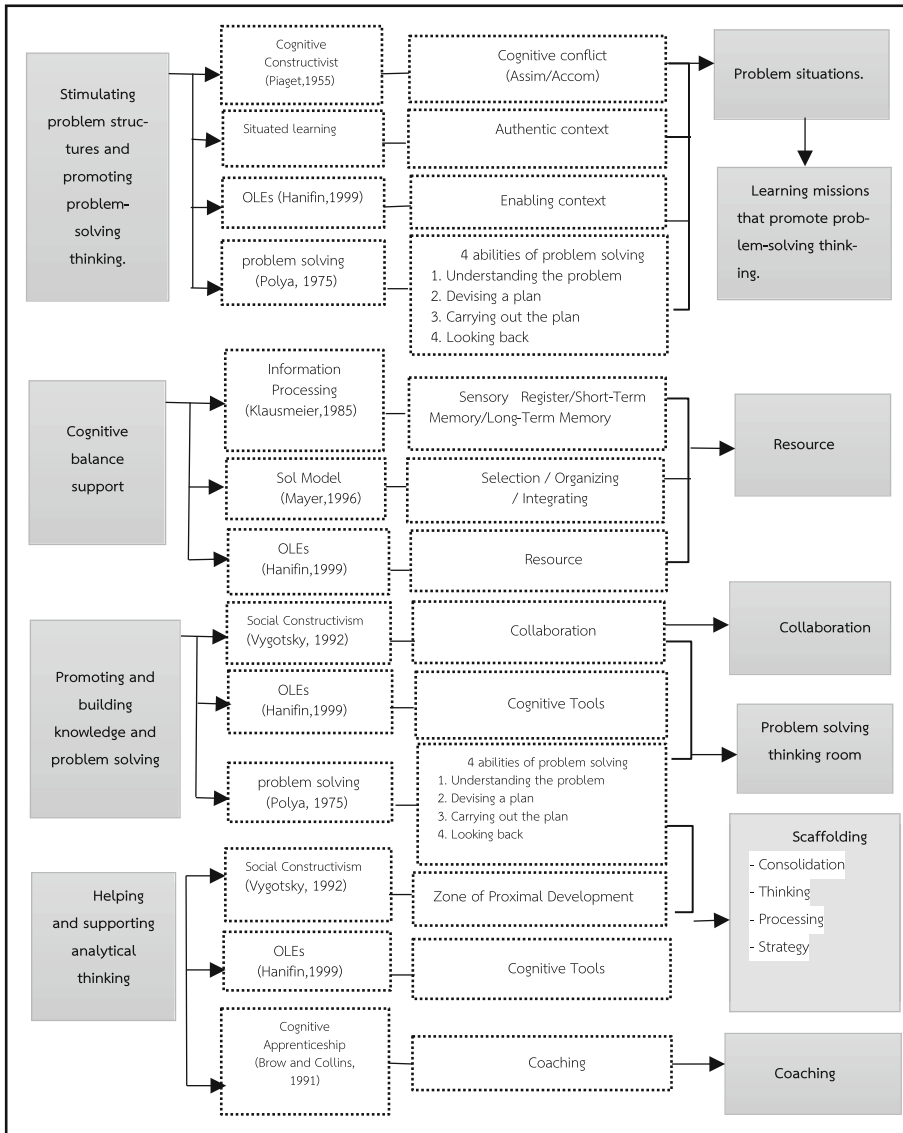 Stimulating
problem struc-
tures and
promoting
problem-
solving
thinking.
Cognitive
Constructivist
(Piaget,1955)
Cognitive conflict
(Assim/Accom)
Problem situations.
Situated learning
Authentic context
OLEs (Hanifin,1999)
Enabling context
Learning missions
that promote prob-
lem-solving think-
ing.
problem solving
(Polya, 1975)
4 abilities of problem solving
1. Understanding the problem
2. Devising a plan
3. Carrying out the plan
4. Looking back
Cognitive
balance
support
Information
Processing
(Klausmeier,1985)
Sensory Register/Short-Term
Memory/Long-Term Memory
Resource
Sol Model
(Mayer,1996)
Selection / Organizing
/ Integrating
OLEs
(Hanifin,1999)
Resource
Promoting and
building
knowledge and
problem solving
Social Constructivism
(Vygotsky, 1992)
Collaboration
Collaboration
OLEs
(Hanifin,1999)
Cognitive Tools
Problem solving
thinking room
problem solving
(Polya, 1975)
4 abilities of problem solving
1. Understanding the problem
2. Devising a plan
3. Carrying out the plan
4. Looking back
Scaffolding
- Consolidation
- Thinking
- Processing
- Strategy
Helping
and supporting
analytical
thinking
Social Constructivism
(Vygotsky, 1992)
Zone of Proximal Development
OLEs
(Hanifin,1999)
Cognitive Tools
Cognitive
Apprenticeship
(Brow and Collins,
1991)
Coaching
Coaching